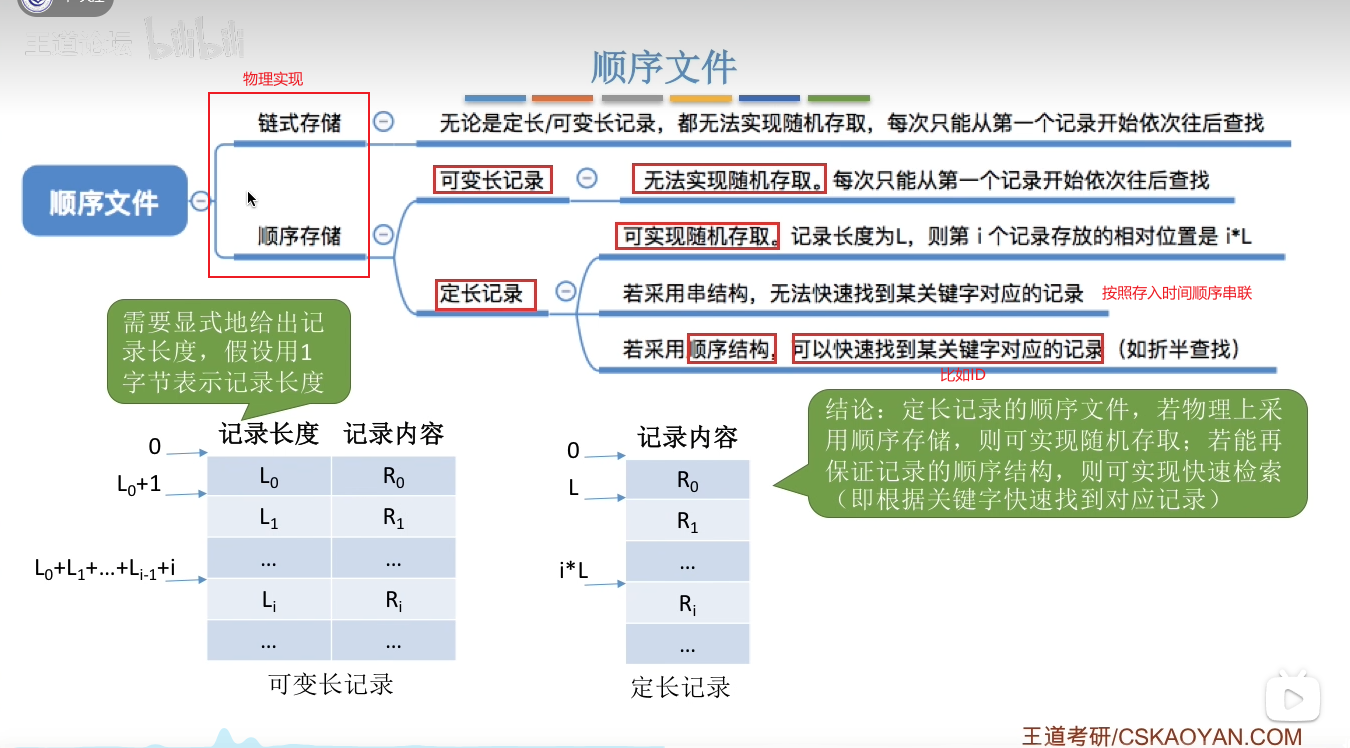 王道论坛 bilibili
顺序文件
物理实现
链式存储
无论是定长/可变长记录，都无法实现随机存取，每次只能从第一个记录开始依次往后查找
顺序文件
顺序存储
可变长记录
无法实现随机存取。每次只能从第一个记录开始依次往后查找
定长记录
可实现随机存取。记录长度为L，则第 i 个记录存放的相对位置是 i*L
若采用串结构，无法快速找到某关键字对应的记录
按照存入时间顺序串联
若采用顺序结构，可以快速找到某关键字对应的记录（如折半查找）
比如ID
需要显式地给出记
录长度，假设用1
字节表示记录长度
结论：定长记录的顺序文件，若物理上采
用顺序存储，则可实现随机存取；若能再
保证记录的顺序结构，则可实现快速检索
（即根据关键字快速找到对应记录）
记录长度 记录内容
0
L0 R0
L0+1
L1 R1
... ...
L0+L1+...+Li-1+i
Li Ri
... ...
可变长记录
记录内容
0
R0
L
R1
...
i*L
Ri
...
定长记录
王道考研/CSKAOYAN.COM